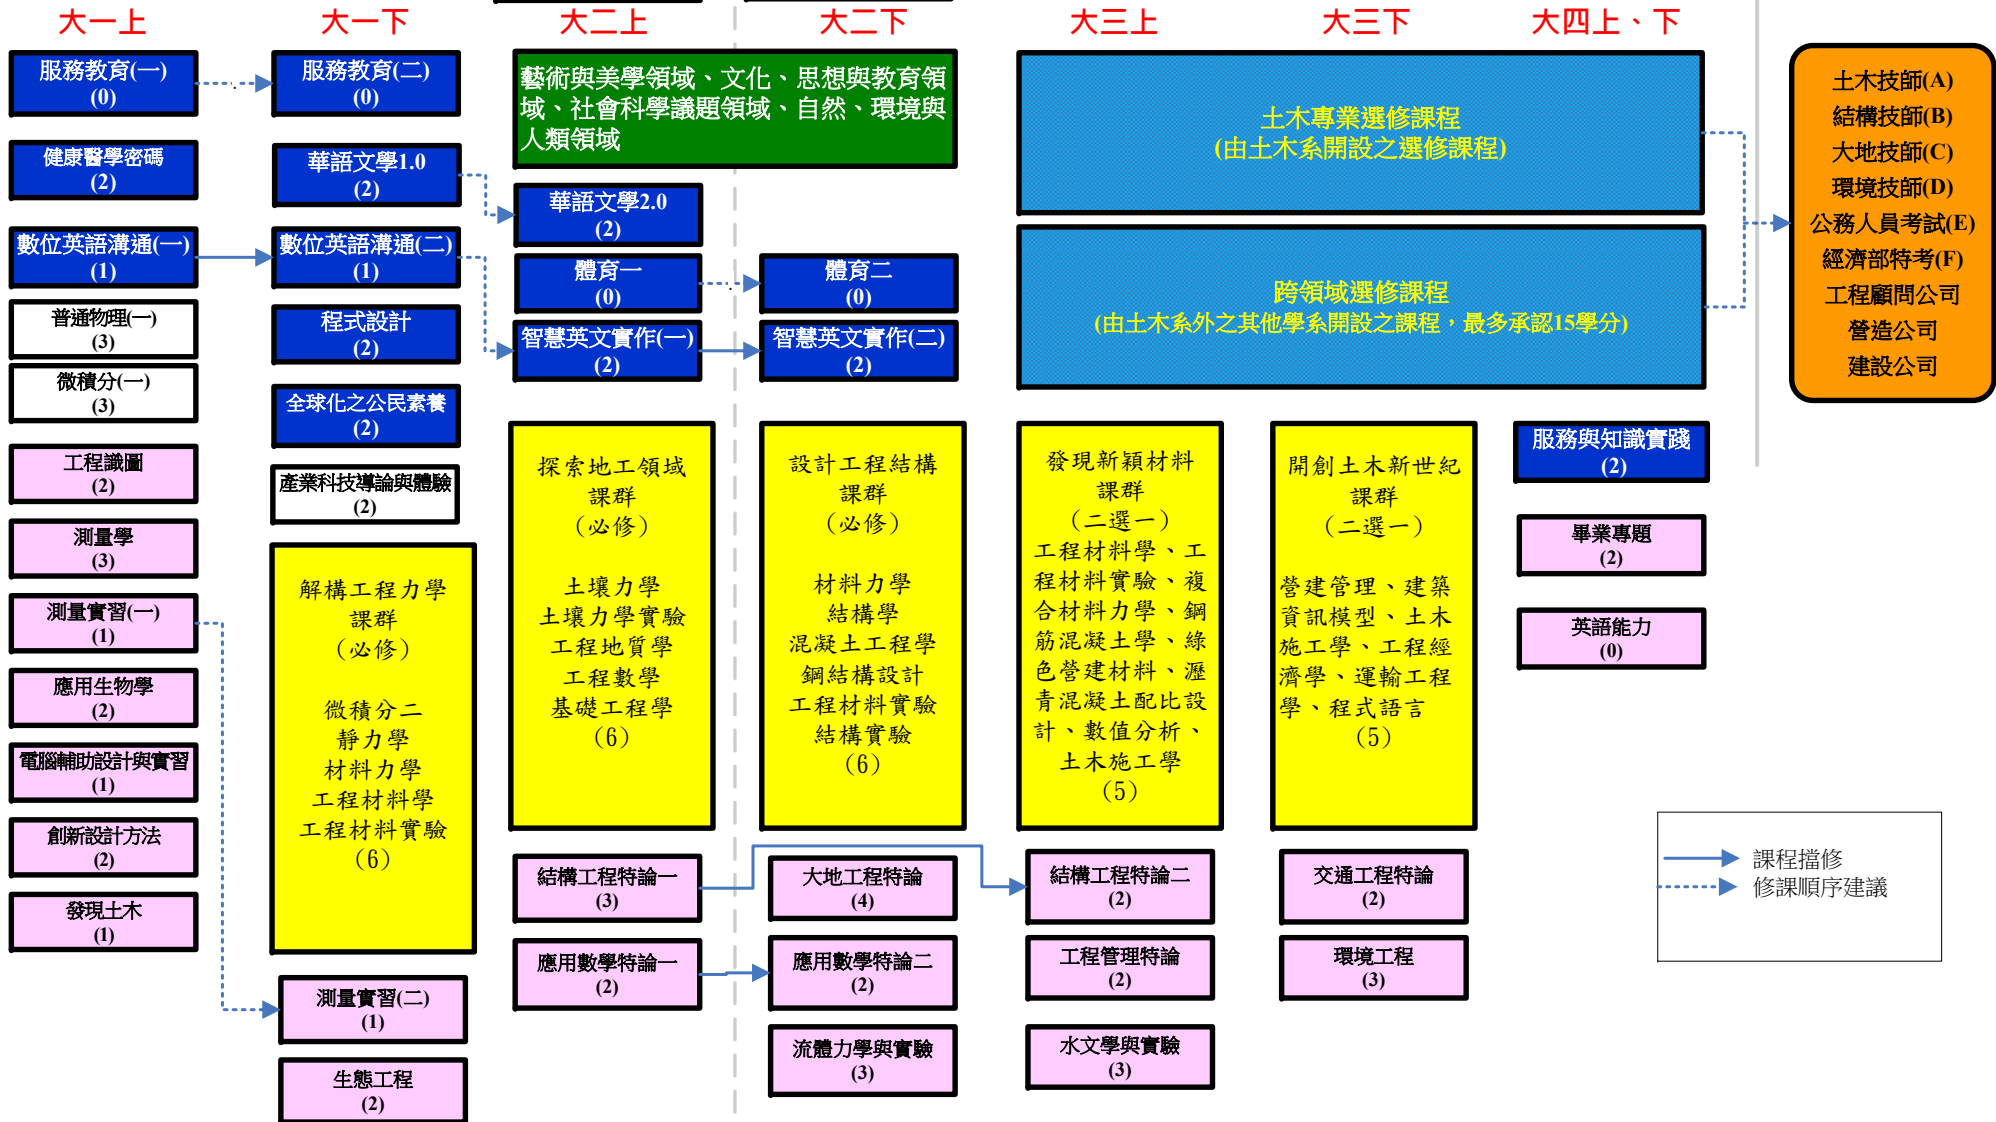 大一上
大一下
大二上
大二下
大三上
大三下
大四上、下
服務教育(一)
(0)
健康醫學密碼
(2)
數位英語溝通(一)
(1)
普通物理(一)
(3)
微積分(一)
(3)
工程識圖
(2)
測量學
(3)
測量實習(一)
(1)
應用生物學
(2)
電腦輔助設計與實習
(1)
創新設計方法
(2)
發現土木
(1)
服務教育(二)
(0)
華語文學1.0
(2)
數位英語溝通(二)
(1)
程式設計
(2)
全球化之公民素養
(2)
產業科技導論與體驗
(2)
解構工程力學
課群
(必修)
微積分二
靜力學
材料力學
工程材料學
工程材料實驗
(6)
測量實習(二)
(1)
生態工程
(2)
藝術與美學領域、文化、思想與教育領
域、社會科學議題領域、自然、環境與
人類領域
華語文學2.0
(2)
體育一
(0)
智慧英文實作(一)
(2)
探索地工領域
課群
(必修)
土壤力學
土壤力學實驗
工程地質學
工程數學
基礎工程學
(6)
結構工程特論一
(3)
應用數學特論一
(2)
體育二
(0)
智慧英文實作(二)
(2)
設計工程結構
課群
(必修)
材料力學
結構學
混凝土工程學
鋼結構設計
工程材料實驗
結構實驗
(6)
大地工程特論
(4)
應用數學特論二
(2)
流體力學與實驗
(3)
土木專業選修課程
(由土木系開設之選修課程)
跨領域選修課程
(由土木系外之其他學系開設之課程，最多承認15學分)
發現新穎材料
課群
(二選一)
工程材料學、工
程材料實驗、複
合材料力學、鋼
筋混凝土學、綠
色營建材料、瀝
青混凝土配比設
計、數值分析、
土木施工學
(5)
結構工程特論二
(2)
工程管理特論
(2)
水文學與實驗
(3)
開創土木新世紀
課群
(二選一)
營建管理、建築
資訊模型、土木
施工學、工程經
濟學、運輸工程
學、程式語言
(5)
交通工程特論
(2)
環境工程
(3)
服務與知識實踐
(2)
畢業專題
(2)
英語能力
(0)
土木技師(A)
結構技師(B)
大地技師(C)
環境技師(D)
公務人員考試(E)
經濟部特考(F)
工程顧問公司
營造公司
建設公司
課程擋修
修課順序建議